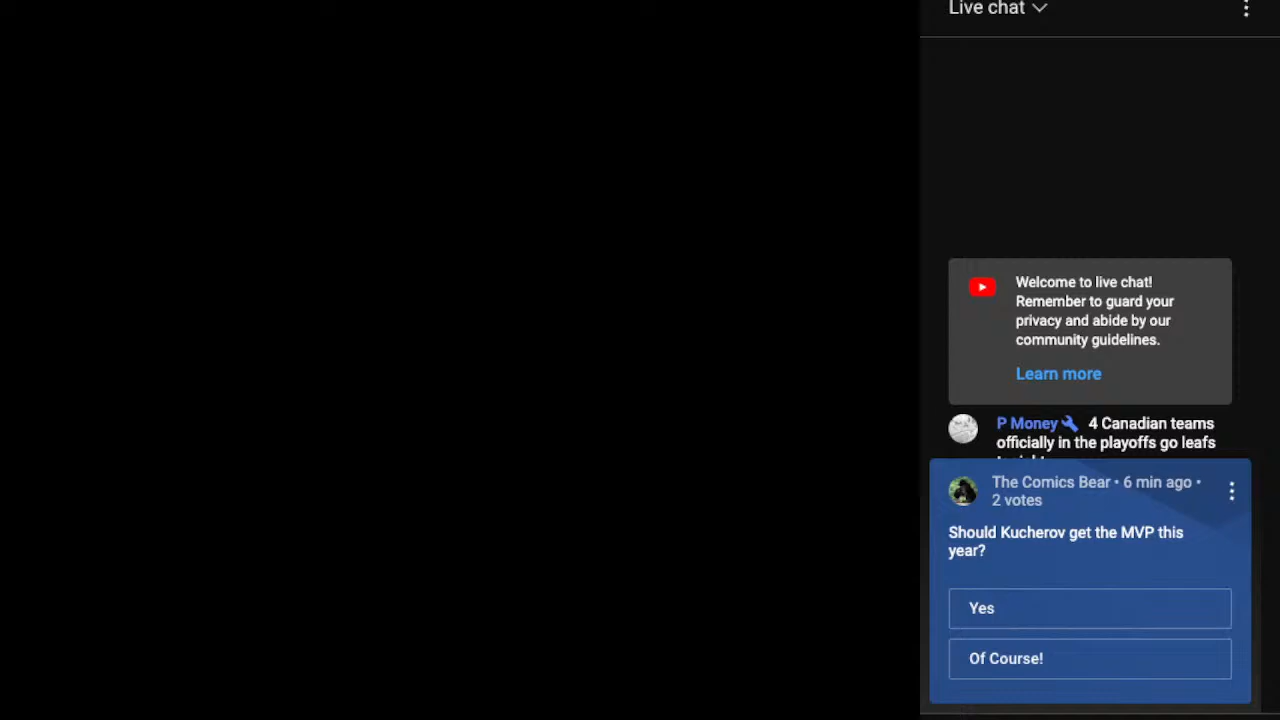 Live chat
Welcome to live chat!
Remember to guard your
privacy and abide by our
community guidelines.
Learn more
P Money 4 Canadian teams
officially in the playoffs go leafs
The Comics Bear • 6 min ago •
2 votes
Should Kucherov get the MVP this
year?
Yes
Of Course!